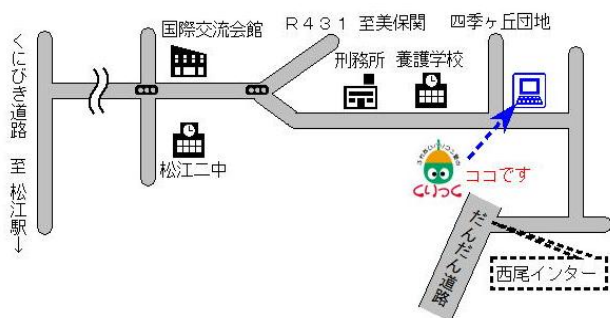 国際交流会館
R431 至美保関
四季ヶ丘団地
刑務所
養護学校
くにびき道路 至 松江駅→
松江二中
ココです
くりっく
だんだん道路
西尾インター